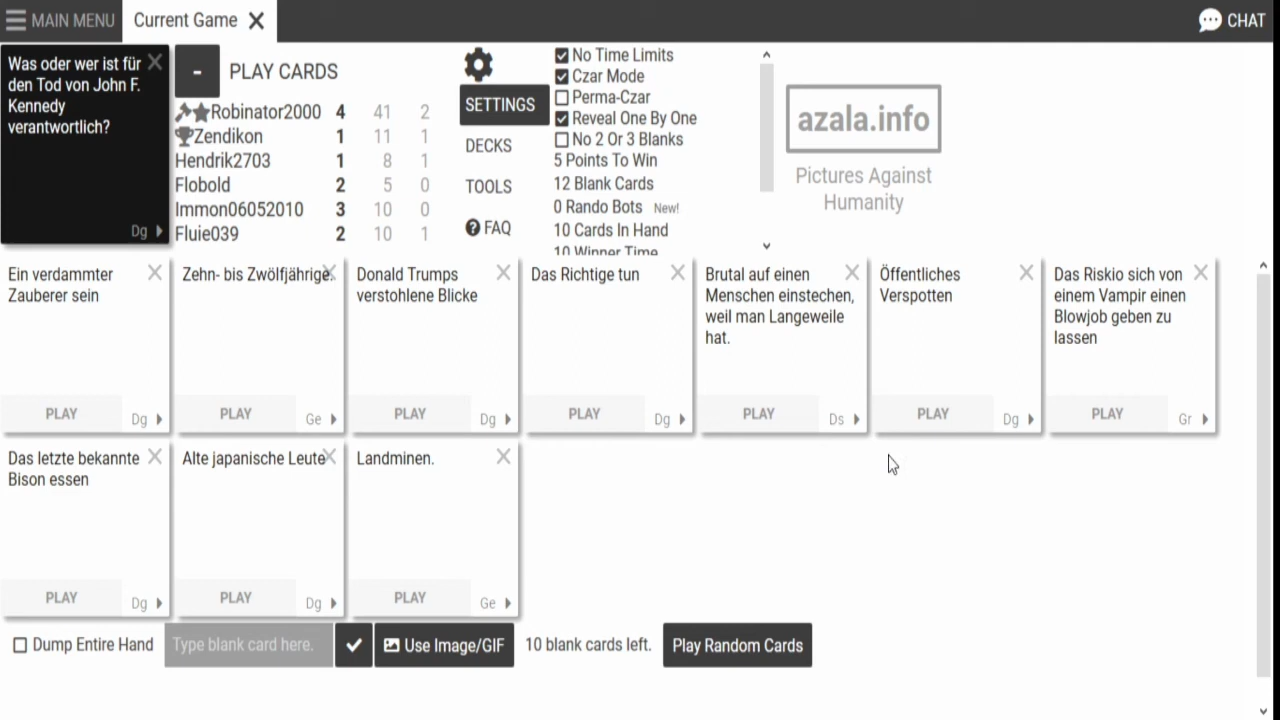 MAIN MENU
Current Game
CHAT
Was oder wer ist für
den Tod von John F.
Kennedy
verantwortlich?
Dg
-
PLAY CARDS
Robinator2000 4 41 2
Zendikon 1 11 1
Hendrik2703 1 8 1
Flobold 2 5 0
Immon06052010 3 10 0
Fluie039 2 10 1
SETTINGS
DECKS
TOOLS
FAQ
No Time Limits
Czar Mode
Perma-Czar
Reveal One By One
No 2 Or 3 Blanks
5 Points To Win
12 Blank Cards
0 Rando Bots New!
10 Cards In Hand
10 Winner Time
azala.info
Pictures Against
Humanity
Ein verdammter
Zauberer sein
PLAY
Dg
Zehn- bis Zwölfjährige.
PLAY
Ge
Donald Trumps
verstohlene Blicke
PLAY
Dg
Das Richtige tun
PLAY
Dg
Brutal auf einen
Menschen einstechen,
weil man Langeweile
hat.
PLAY
Ds
Öffentliches
Verspotten
PLAY
Dg
Das Riskio sich von
einem Vampir einen
Blowjob geben zu
lassen
PLAY
Gr
Das letzte bekannte
Bison essen
PLAY
Dg
Alte japanische Leute
PLAY
Dg
Landminen.
PLAY
Ge
Dump Entire Hand
Type blank card here.
Use Image/GIF
10 blank cards left.
Play Random Cards